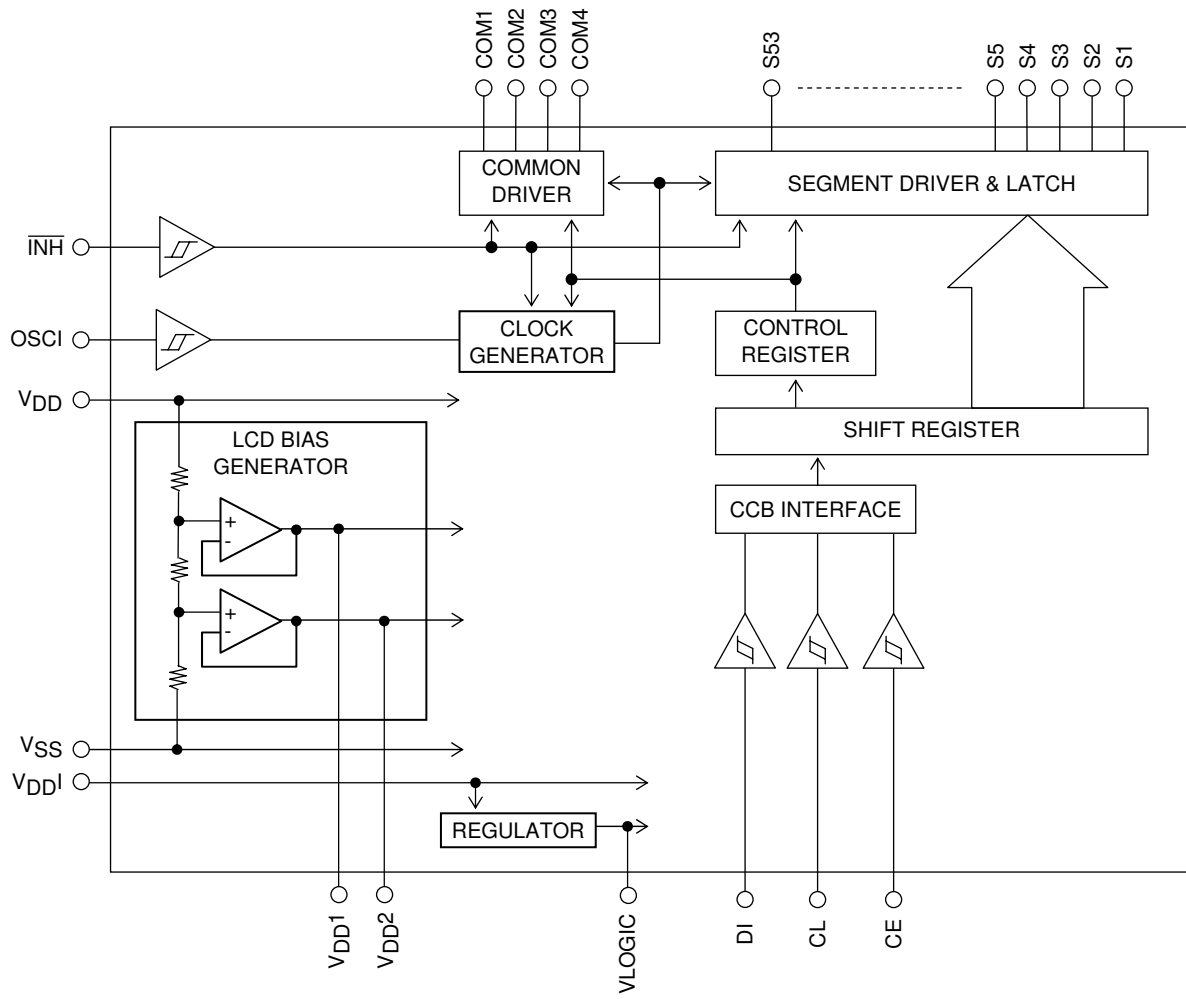 COM1
COM2
COM3
COM4
S53
S5
S4
S3
S2
S1
COMMON
DRIVER
SEGMENT DRIVER & LATCH
INH
OSCI
CLOCK
GENERATOR
CONTROL
REGISTER
VDD
SHIFT REGISTER
LCD BIAS
GENERATOR
CCB INTERFACE
+
-
+
-
VSS
VDDI
REGULATOR
VDD1
VDD2
VLOGIC
DI
CL
CE